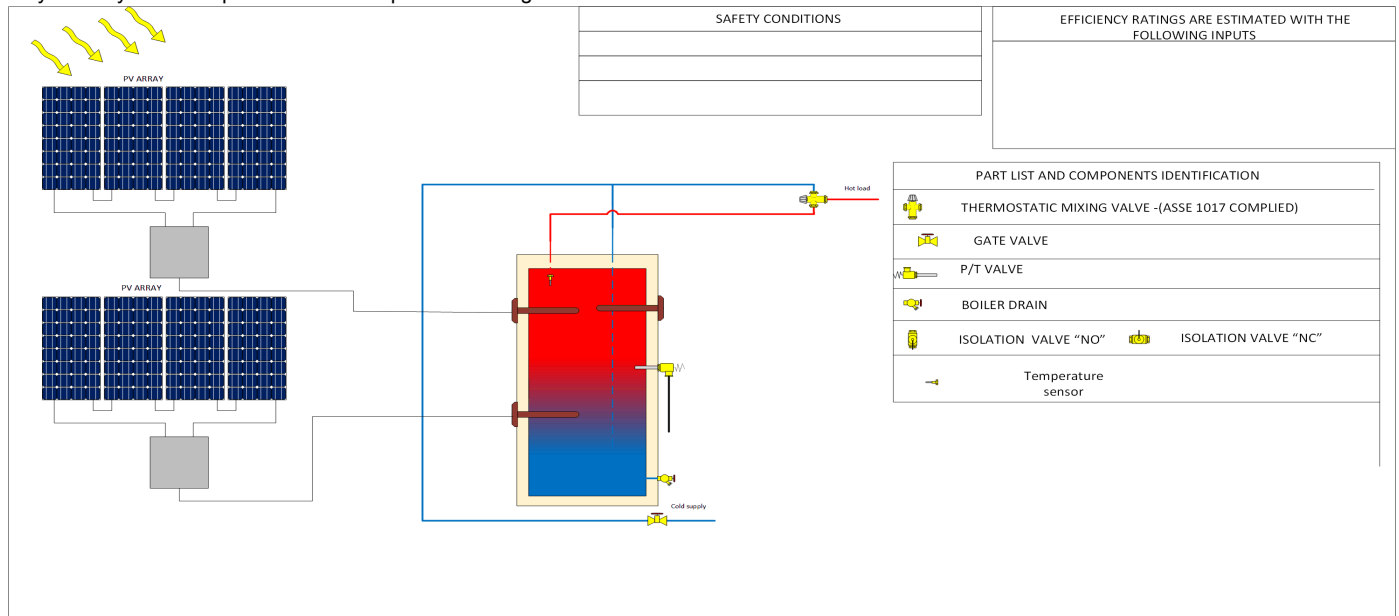 SAFETY CONDITIONS
EFFICIENCY RATINGS ARE ESTIMATED WITH THE
FOLLOWING INPUTS
PV ARRAY
PART LIST AND COMPONENTS IDENTIFICATION
Hot load
THERMOSTATIC MIXING VALVE -(ASSE 1017 COMPLIED)
GATE VALVE
P/T VALVE
PV ARRAY
BOILER DRAIN
ISOLATION VALVE “NO”
ISOLATION VALVE “NC”
Temperature
sensor
Cold supply